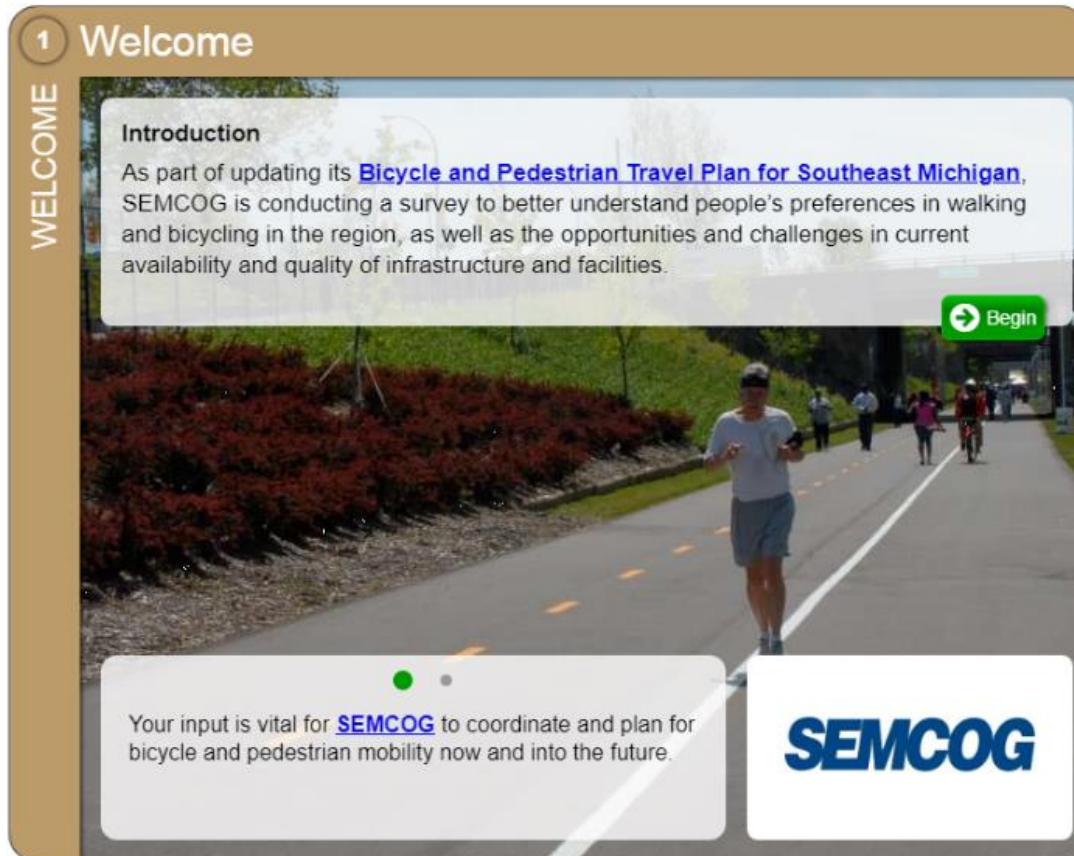 1 Welcome
WELCOME
Introduction
As part of updating its Bicycle and Pedestrian Travel Plan for Southeast Michigan,
SEMCOG is conducting a survey to better understand people's preferences in walking
and bicycling in the region, as well as the opportunities and challenges in current
availability and quality of infrastructure and facilities.
Begin
Your input is vital for SEMCOG to coordinate and plan for
bicycle and pedestrian mobility now and into the future.
SEMCOG